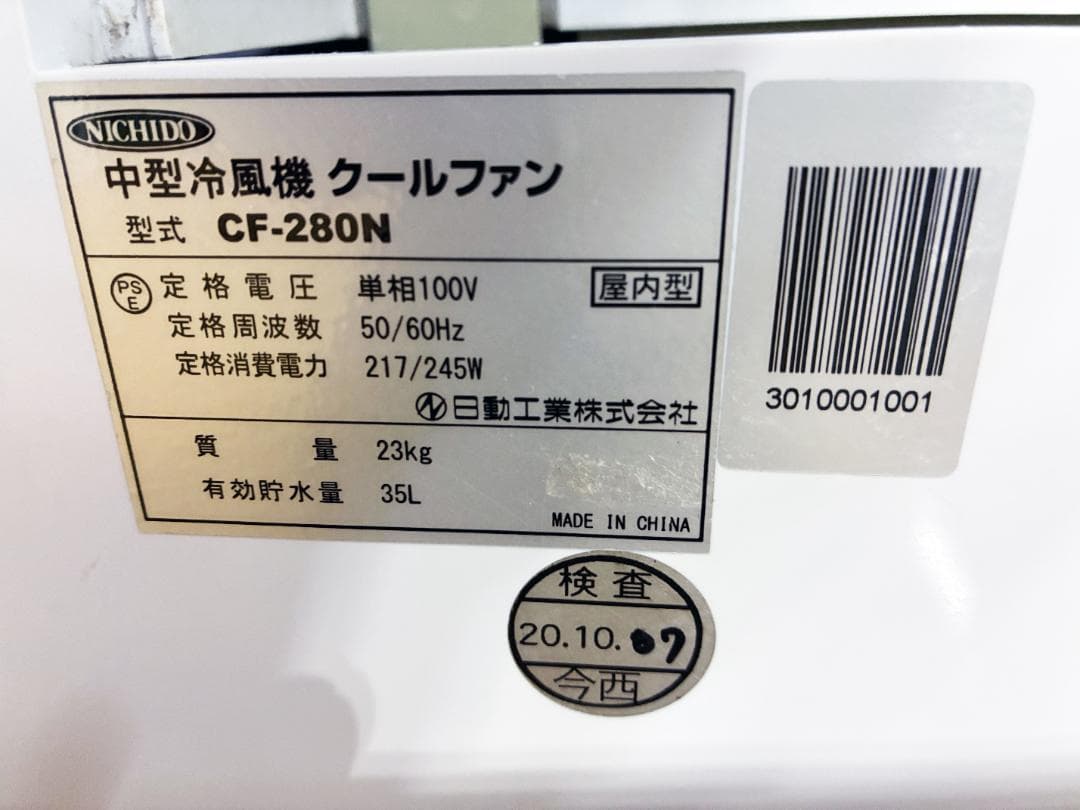 NICHIDO
中型冷風機 クールファン
型式 CF-280N
PS
E
定格電圧 単相100V
屋内型
定格周波数 50/60Hz
定格消費電力 217/245W
日動工業株式会社
質量 23kg
有効貯水量 35L
MADE IN CHINA
3010001001
検査
20.10.07
今西